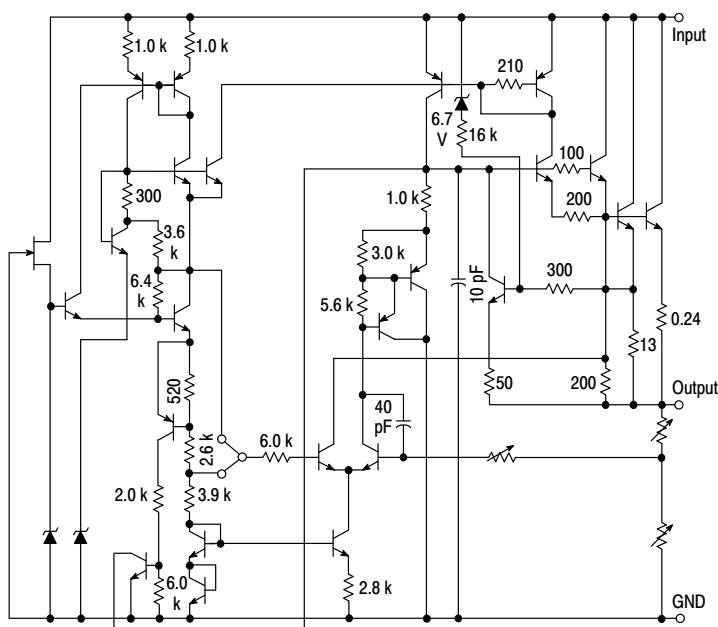 Input
1.0 k
1.0 k
210
6.7
V
16 k
100
300
1.0 k
200
3.6
k
3.0 k
6.4
k
10 pF
300
5.6 k
0.24
13
520
50
200
Output
40
pF
2.6 k
6.0 k
2.0 k
3.9 k
6.0
k
2.8 k
GND